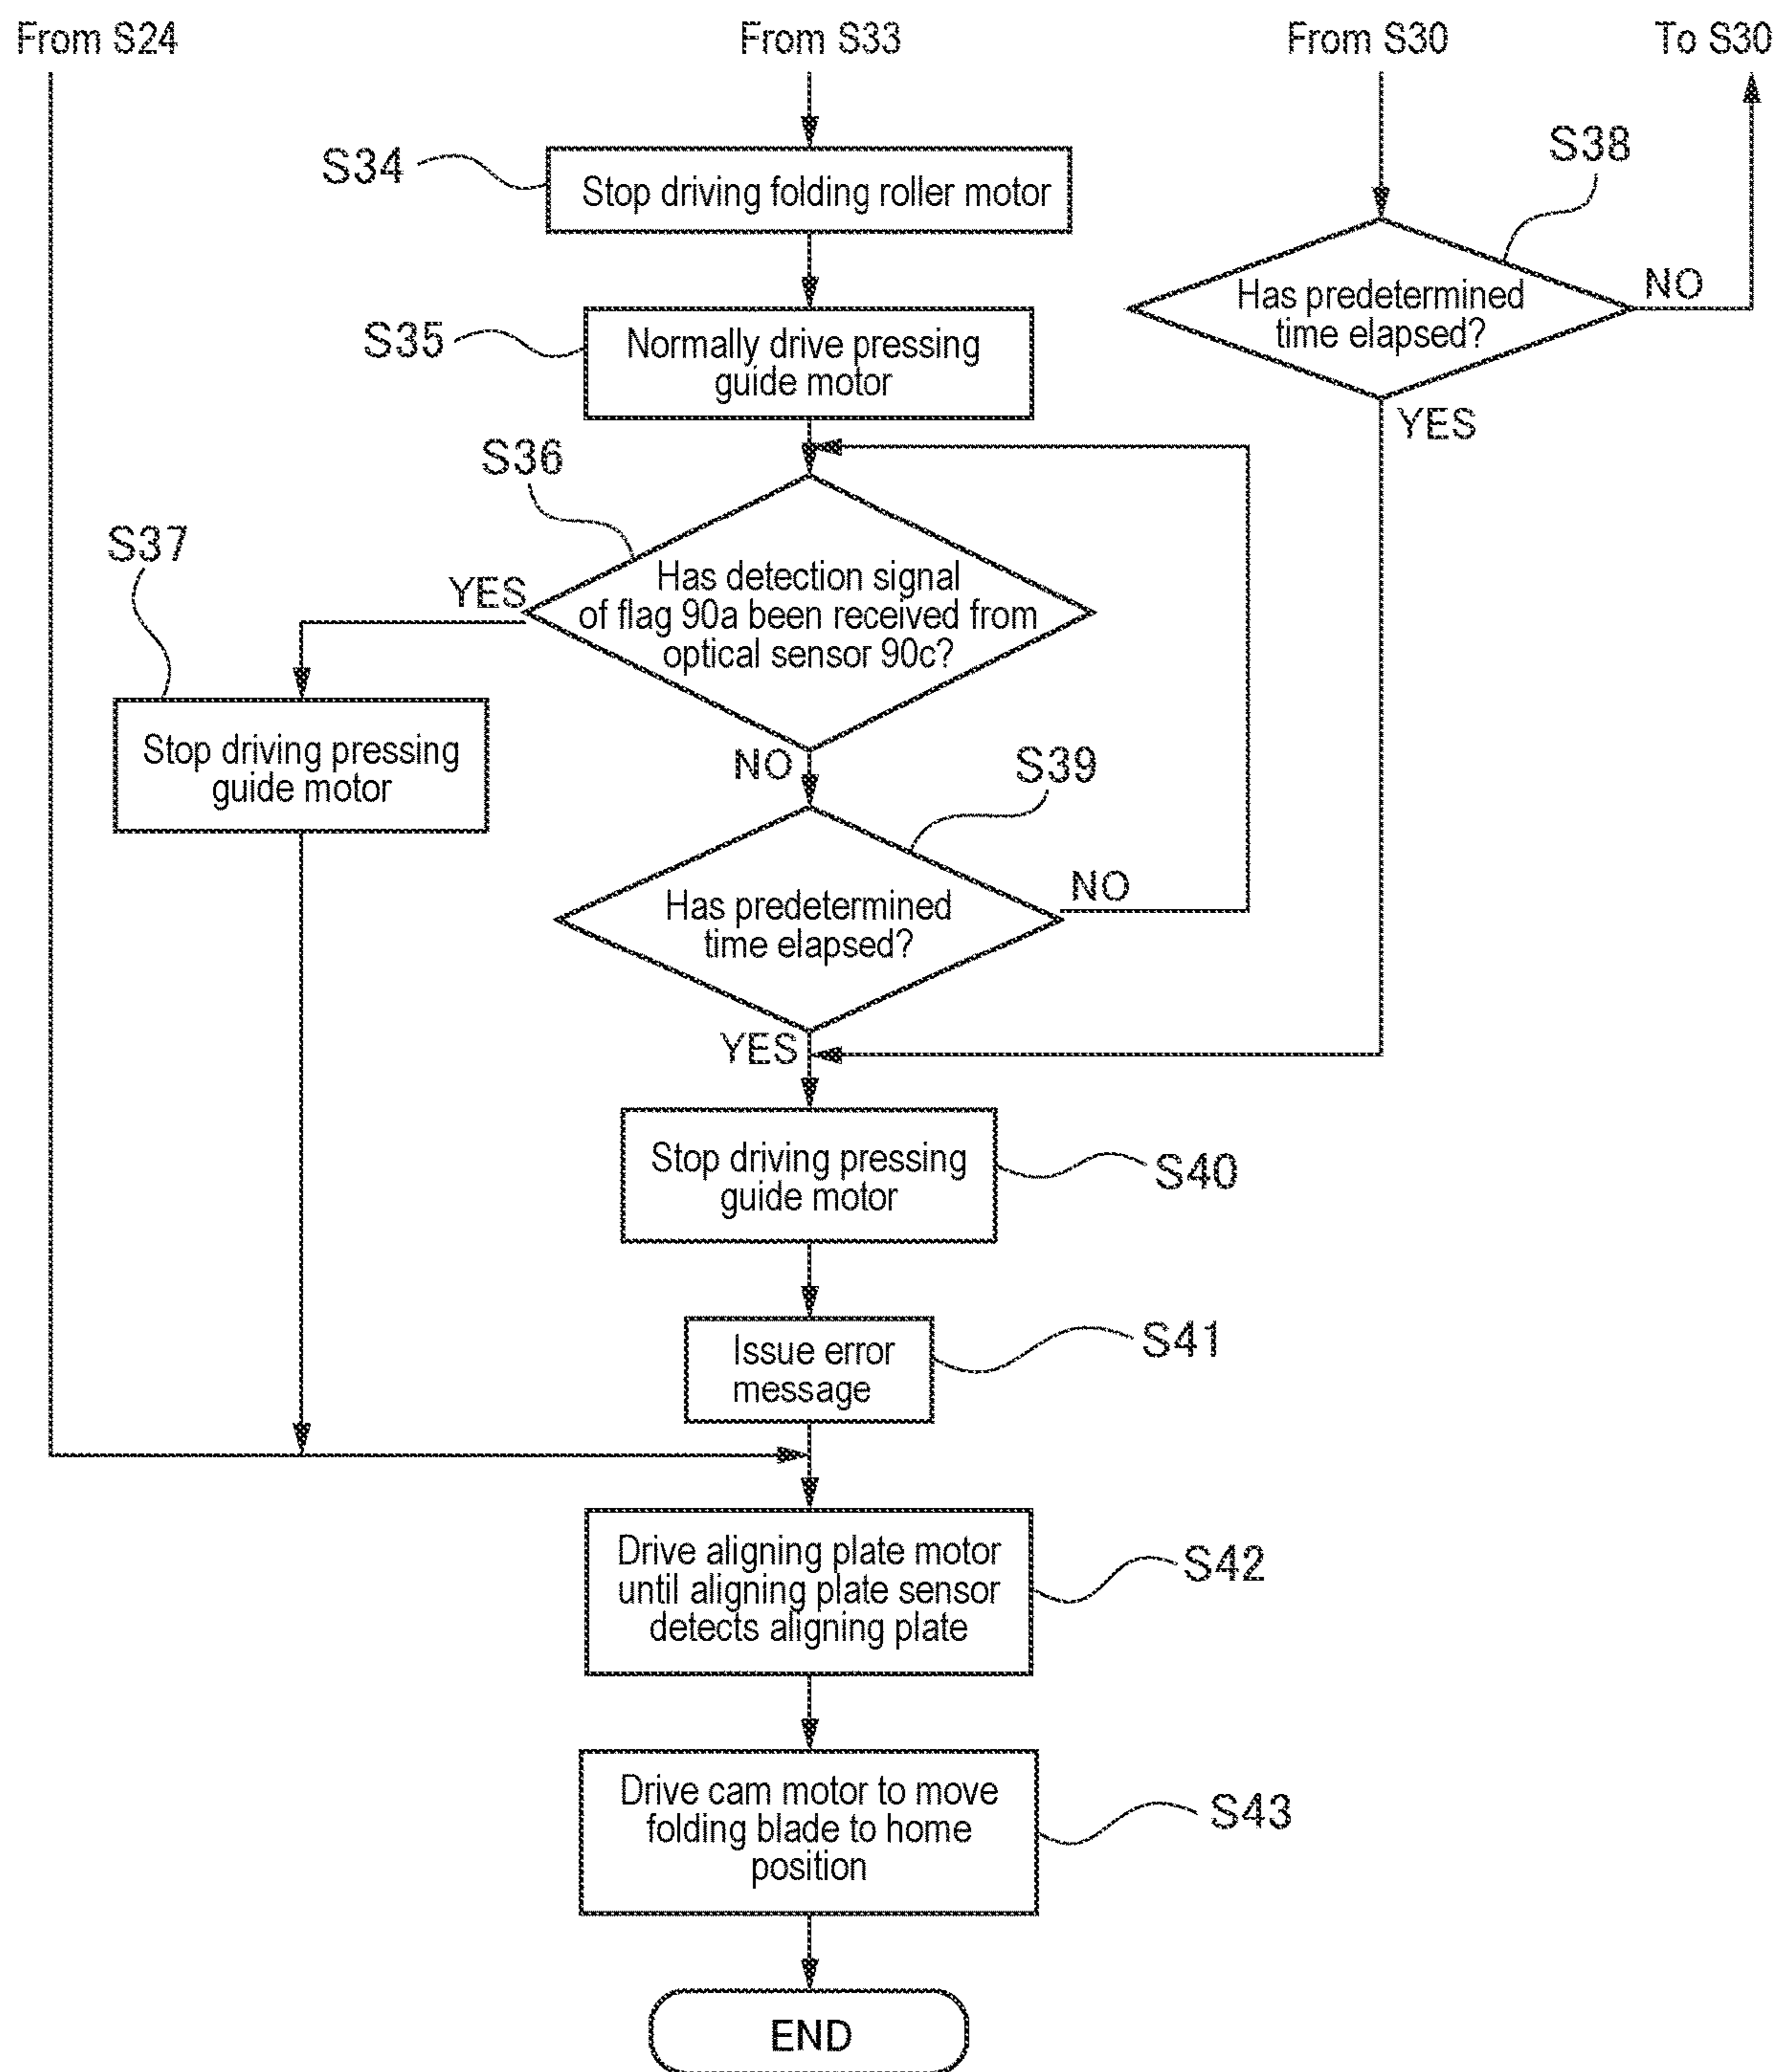 From S24
From S33
From S30
To S30
S34
Stop driving folding roller motor
S38
Has predetermined
time elapsed?
NO
YES
S35
Normally drive pressing
guide motor
S36
Has detection signal
of flag 90a been received from
optical sensor 90c?
YES
S37
Stop driving pressing
guide motor
NO
S39
Has predetermined
time elapsed?
NO
YES
Stop driving pressing
guide motor
S40
Issue error
message
S41
Drive aligning plate motor
until aligning plate sensor
detects aligning plate
S42
Drive cam motor to move
folding blade to home
position
S43
END